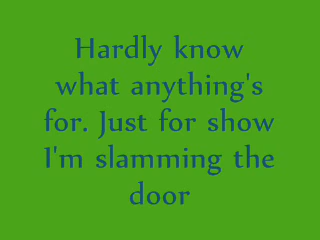 Hardly know
what anything's
for. Just for show
I'm slamming the
door